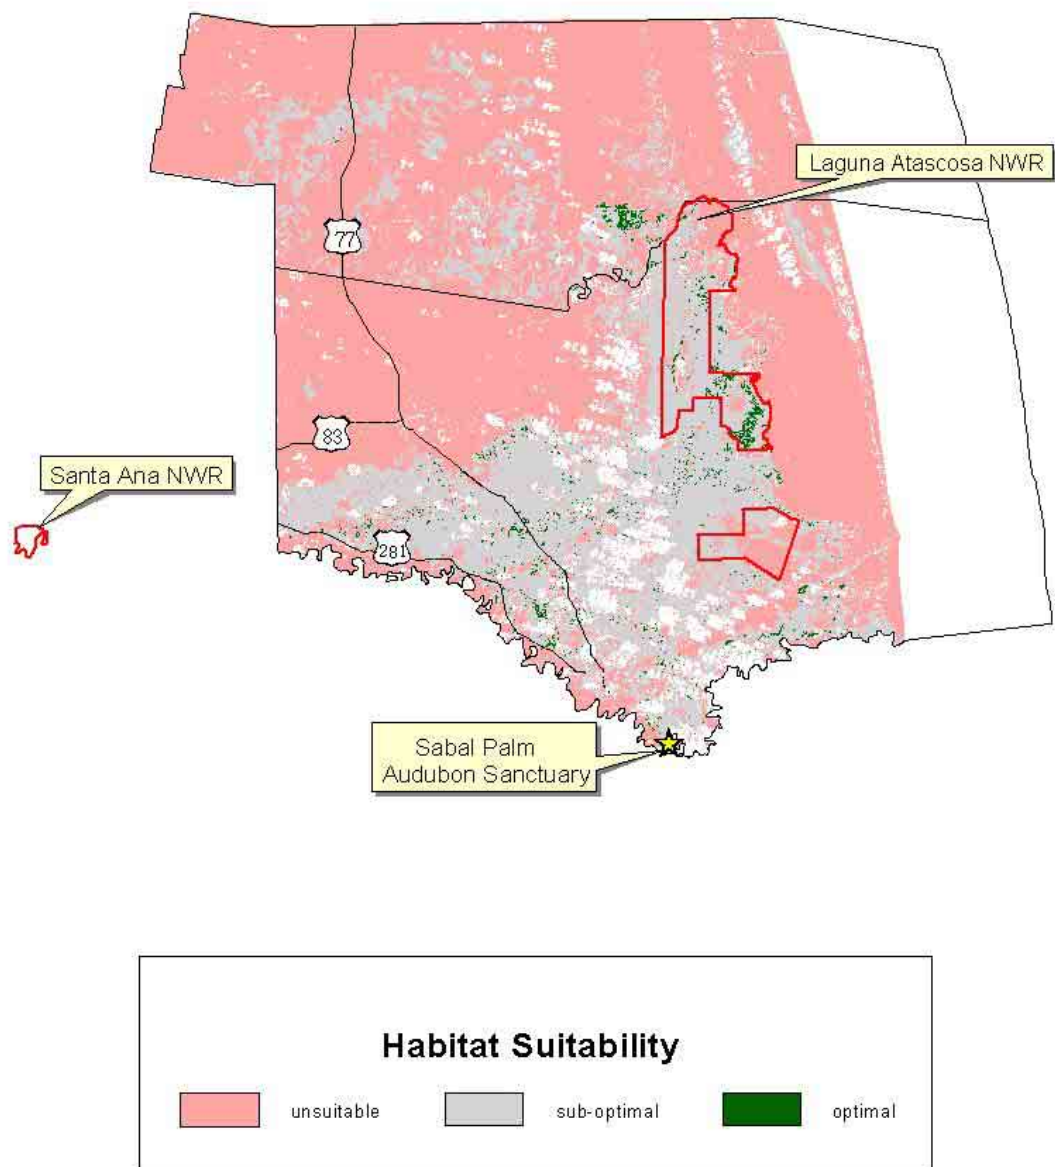 Laguna Atascosa NWR
77
83
Santa Ana NWR
281
Sabal Palm
Audubon Sanctuary
Habitat Suitability
unsuitable
sub-optimal
optimal